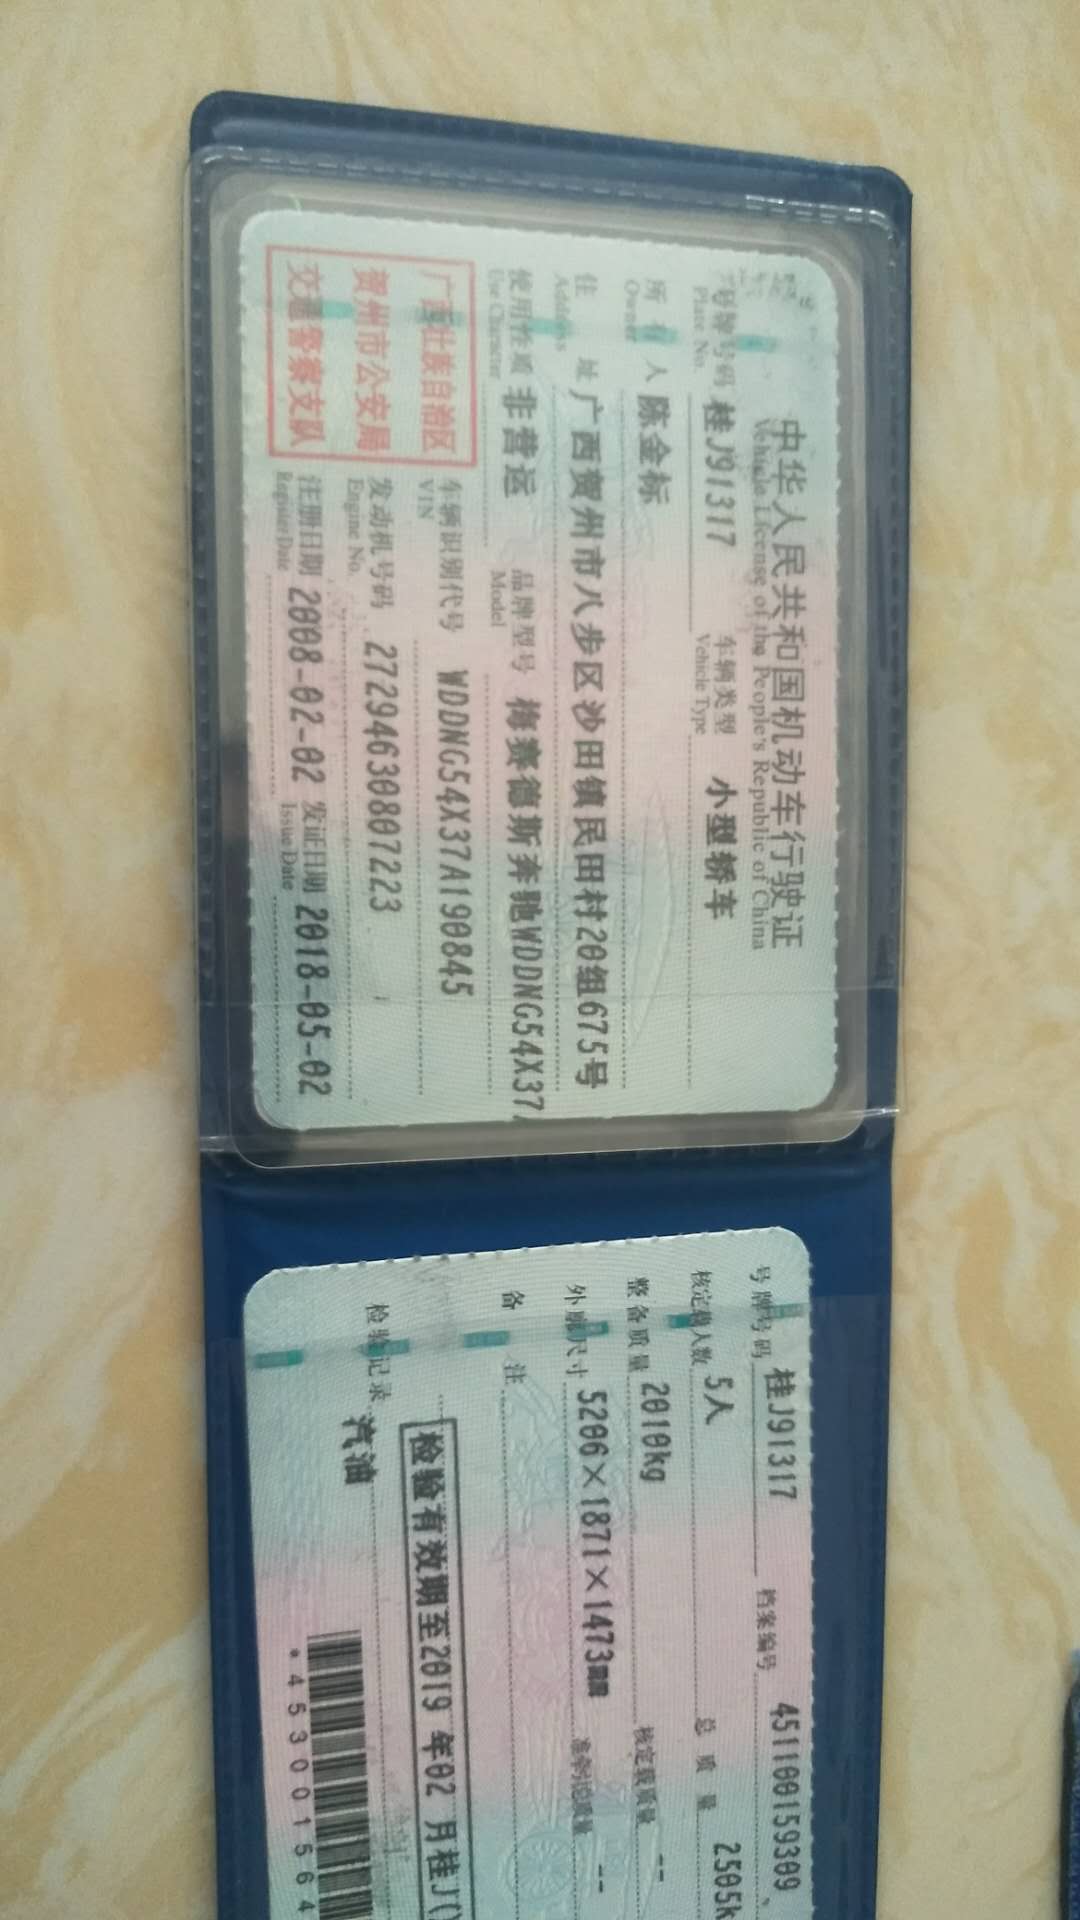 中华人民共和国机动车行驶证
Vehicle License of the People's Republic of China
号牌号码 桂J91317 车辆类型 小型轿车
Plate No. Vehicle Type
所有人 陈金标
Owner
住址 广西贺州市八步区沙田镇民田村20组675号
Address
使用性质 非营运 品牌型号 梅赛德斯奔驰WDDNG54X37
Use Character Model
广西壮族自治区
贺州市公安局
交通警察支队
车辆识别代号 WDDNG54X37A190845
VIN
发动机号码 27294630807223
Engine No.
注册日期 2008-02-02 发证日期 2018-05-02
Register Date Issue Date
号牌号码 桂J91317 档案编号 451100159309
核定载人数 5人 总质量 2505k
整备质量 2010kg 核定载质量 --
外廓尺寸 5206×1871×1473mm 准牵引总质量 --
备注
检验有效期至2019年02月桂J(
检验记录
汽油
*453001564